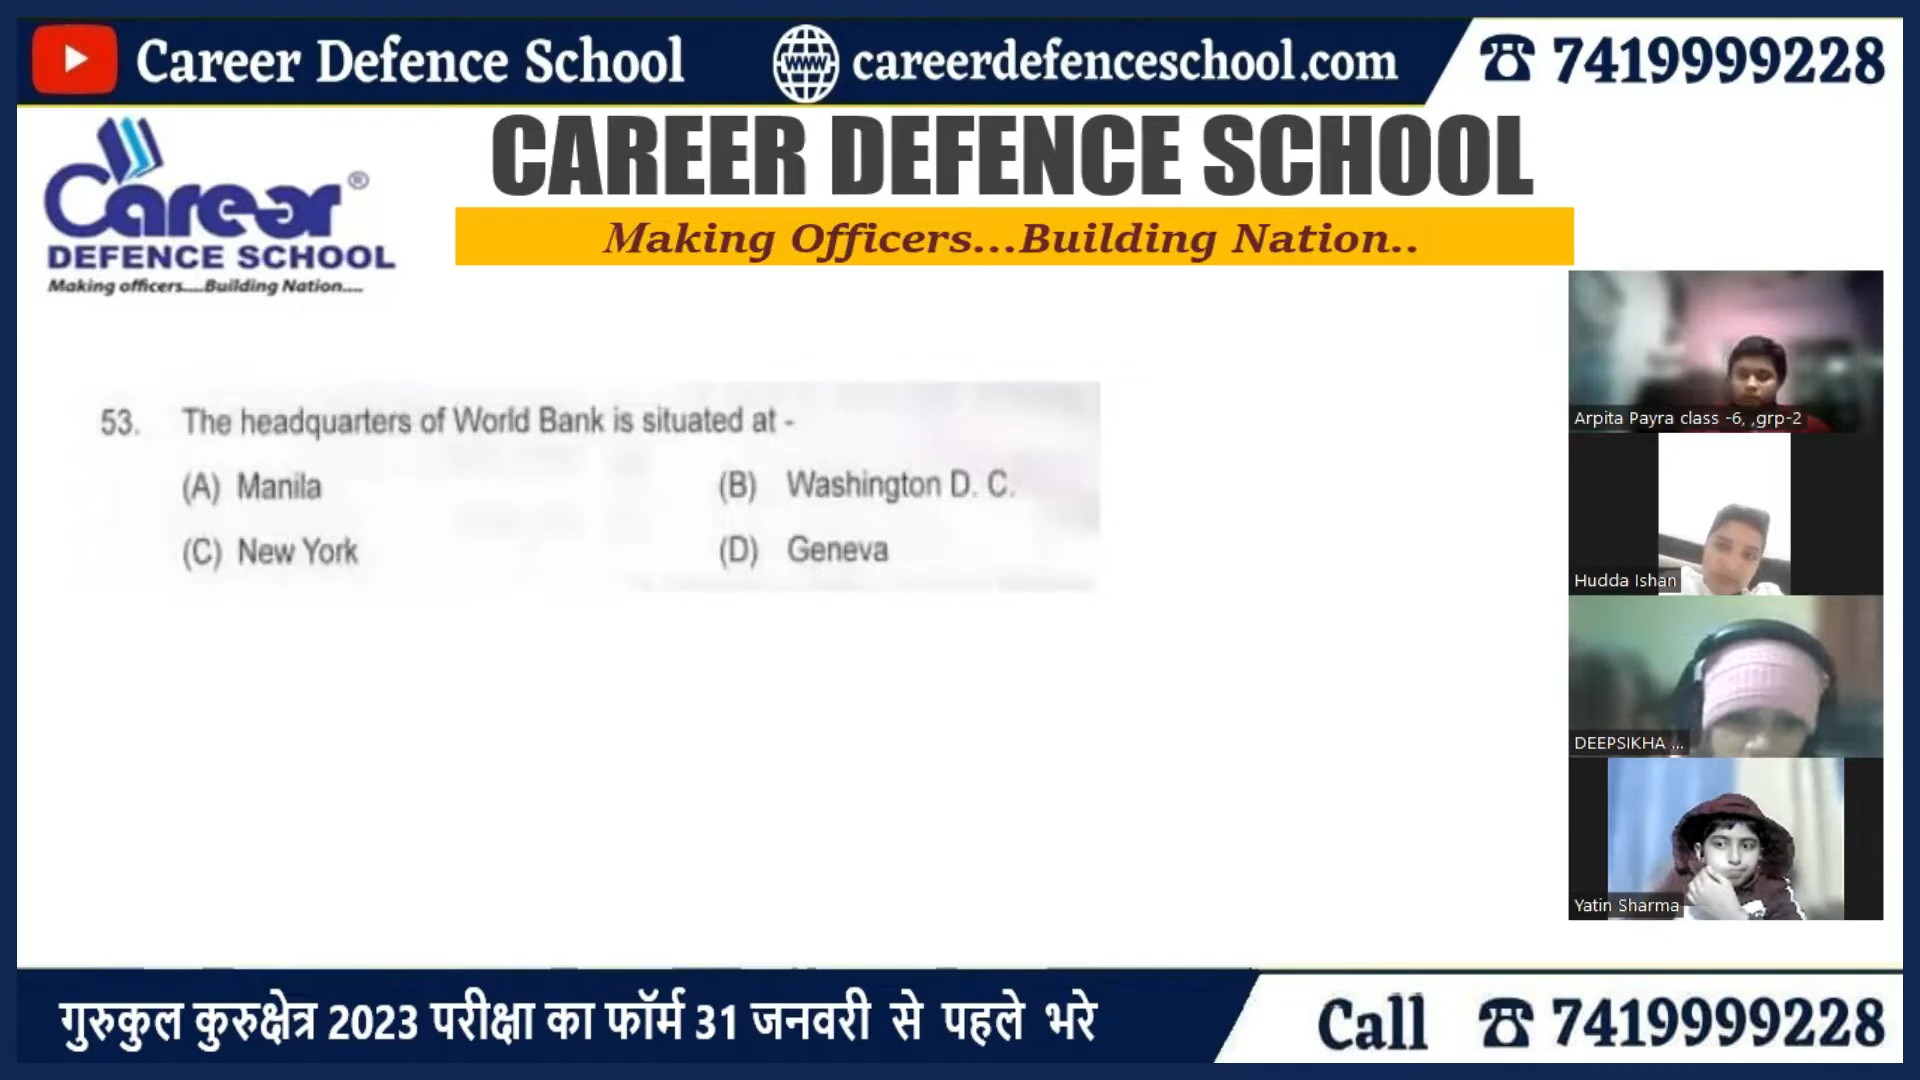 Career Defence School
www
careerdefenceschool.com
☎ 7419999228
Career®
DEFENCE SCHOOL
Making officers....Building Nation....
CAREER DEFENCE SCHOOL
Making Officers...Building Nation..
53. The headquarters of World Bank is situated at -
(A) Manila (B) Washington D. C.
(C) New York (D) Geneva
Arpita Payra class -6, ,grp-2
Hudda Ishan
DEEPSIKHA ...
Yatin Sharma
गुरुकुल कुरुक्षेत्र 2023 परीक्षा का फॉर्म 31 जनवरी से पहले भरे
Call ☎ 7419999228